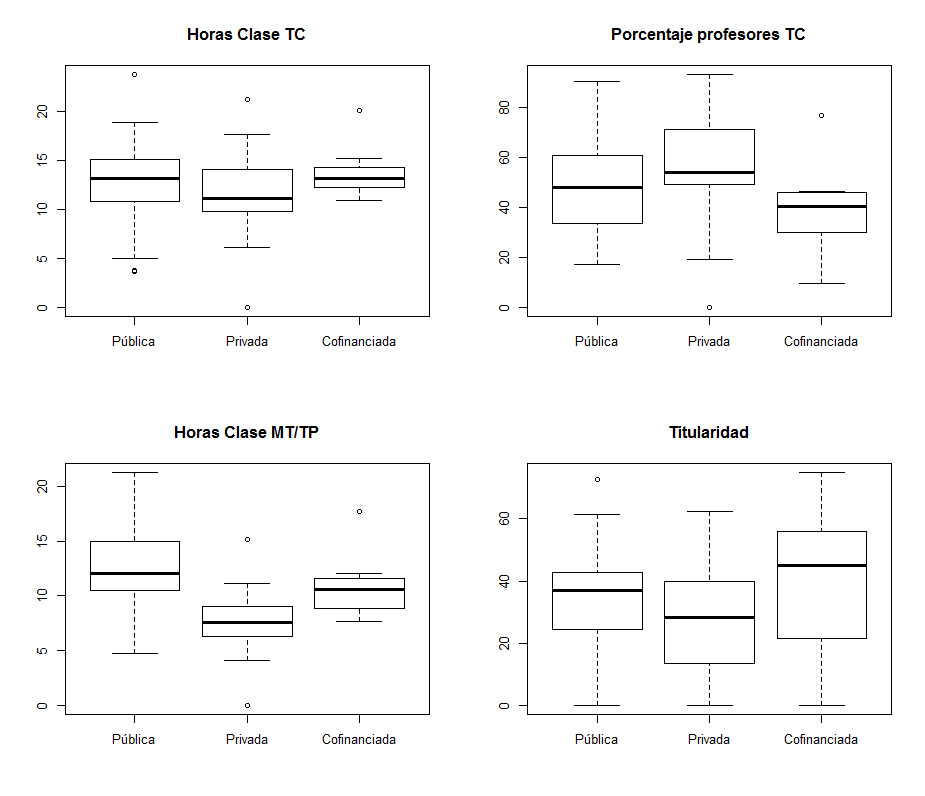 Horas Clase TC
20
15
10
5
0
Pública Privada Cofinanciada
Porcentaje profesores TC
80
60
40
20
0
Pública Privada Cofinanciada
Horas Clase MT/TP
20
15
10
5
0
Pública Privada Cofinanciada
Titularidad
60
40
20
0
Pública Privada Cofinanciada